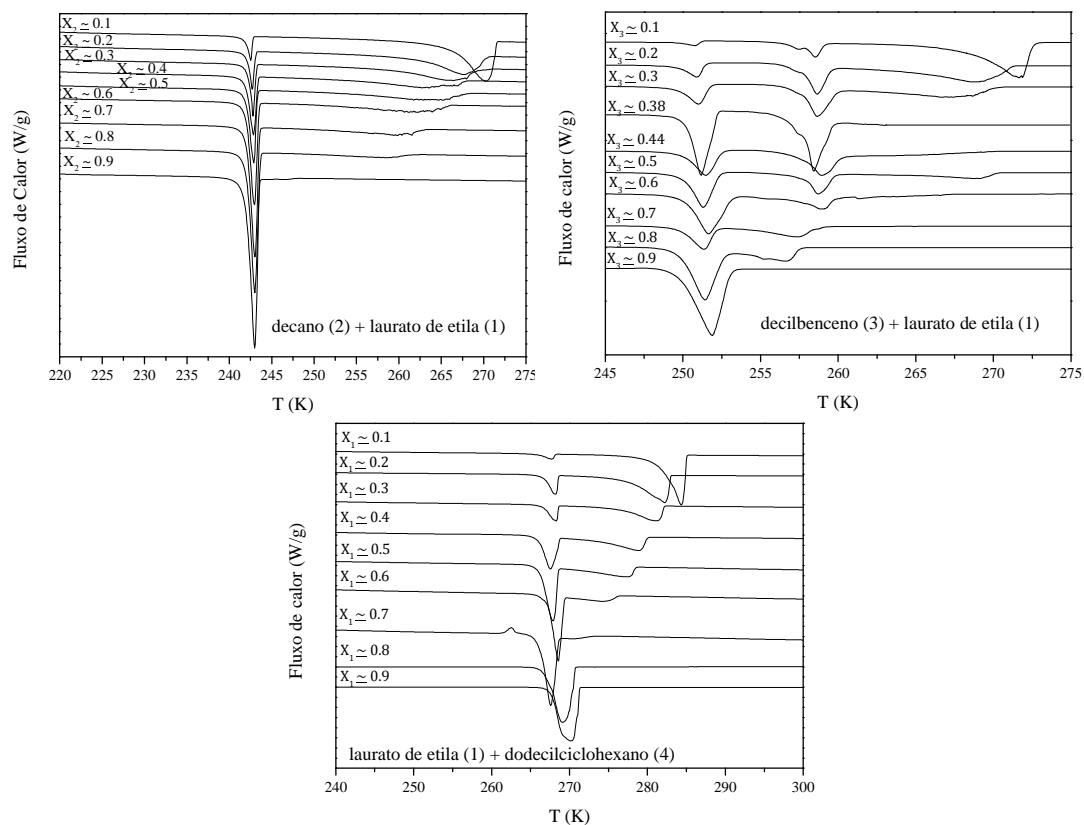 Fluxo de Calor (W/g)
X₂ ≃ 0.1
X₂ ≃ 0.2
X₂ ≃ 0.3
X₂ ≃ 0.4
X₂ ≃ 0.5
X₂ ≃ 0.6
X₂ ≃ 0.7
X₂ ≃ 0.8
X₂ ≃ 0.9
decano (2) + laurato de etila (1)
220 225 230 235 240 245 250 255 260 265 270 275
T (K)
Fluxo de calor (W/g)
X₃ ≃ 0.1
X₃ ≃ 0.2
X₃ ≃ 0.3
X₃ ≃ 0.38
X₃ ≃ 0.44
X₃ ≃ 0.5
X₃ ≃ 0.6
X₃ ≃ 0.7
X₃ ≃ 0.8
X₃ ≃ 0.9
decilbenceno (3) + laurato de etila (1)
245 250 255 260 265 270 275
T (K)
Fluxo de calor (W/g)
X₁ ≃ 0.1
X₁ ≃ 0.2
X₁ ≃ 0.3
X₁ ≃ 0.4
X₁ ≃ 0.5
X₁ ≃ 0.6
X₁ ≃ 0.7
X₁ ≃ 0.8
X₁ ≃ 0.9
laurato de etila (1) + dodecilciclohexano (4)
240 250 260 270 280 290 300
T (K)